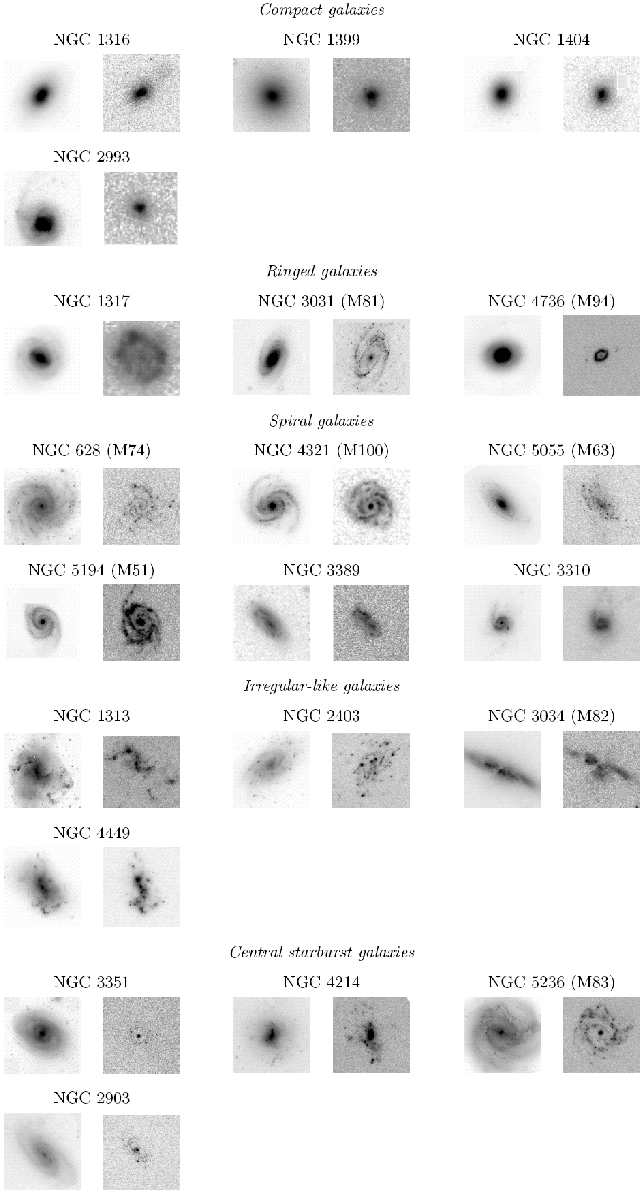 Compact galaxies
NGC 1316 NGC 1399 NGC 1404
NGC 2993
Ringed galaxies
NGC 1317 NGC 3031 (M81) NGC 4736 (M94)
Spiral galaxies
NGC 628 (M74) NGC 4321 (M100) NGC 5055 (M63)
NGC 5194 (M51) NGC 3389 NGC 3310
Irregular-like galaxies
NGC 1313 NGC 2403 NGC 3034 (M82)
NGC 4449
Central starburst galaxies
NGC 3351 NGC 4214 NGC 5236 (M83)
NGC 2903